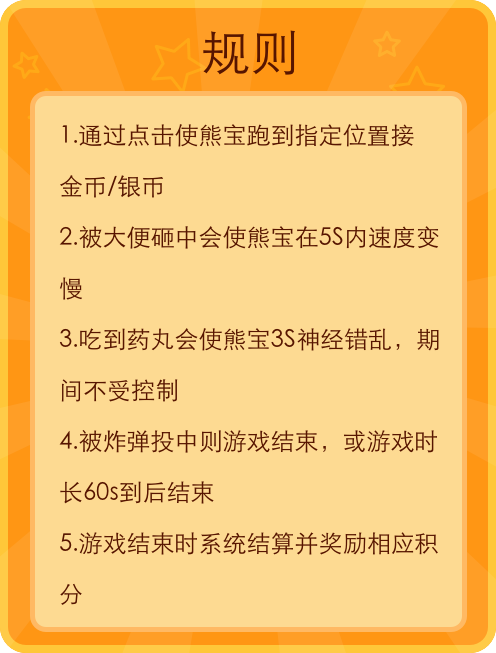 规则
1.通过点击使熊宝跑到指定位置接
金币/银币
2.被大便砸中会使熊宝在5S内速度变
慢
3.吃到药丸会使熊宝3S神经错乱，期
间不受控制
4.被炸弹投中则游戏结束，或游戏时
长60s到后结束
5.游戏结束时系统结算并奖励相应积
分